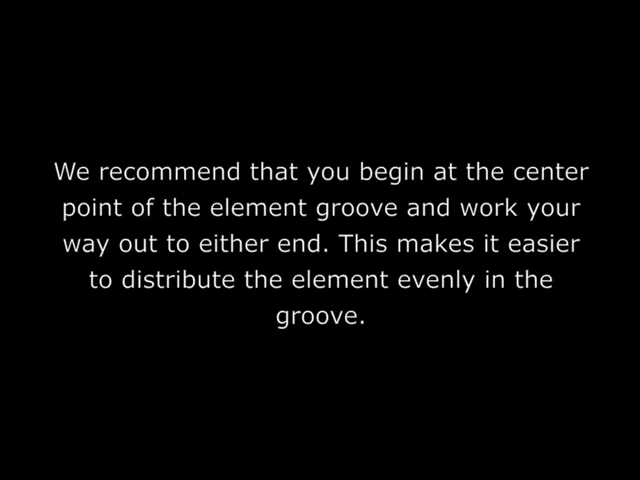 We recommend that you begin at the center
point of the element groove and work your
way out to either end. This makes it easier
to distribute the element evenly in the
groove.